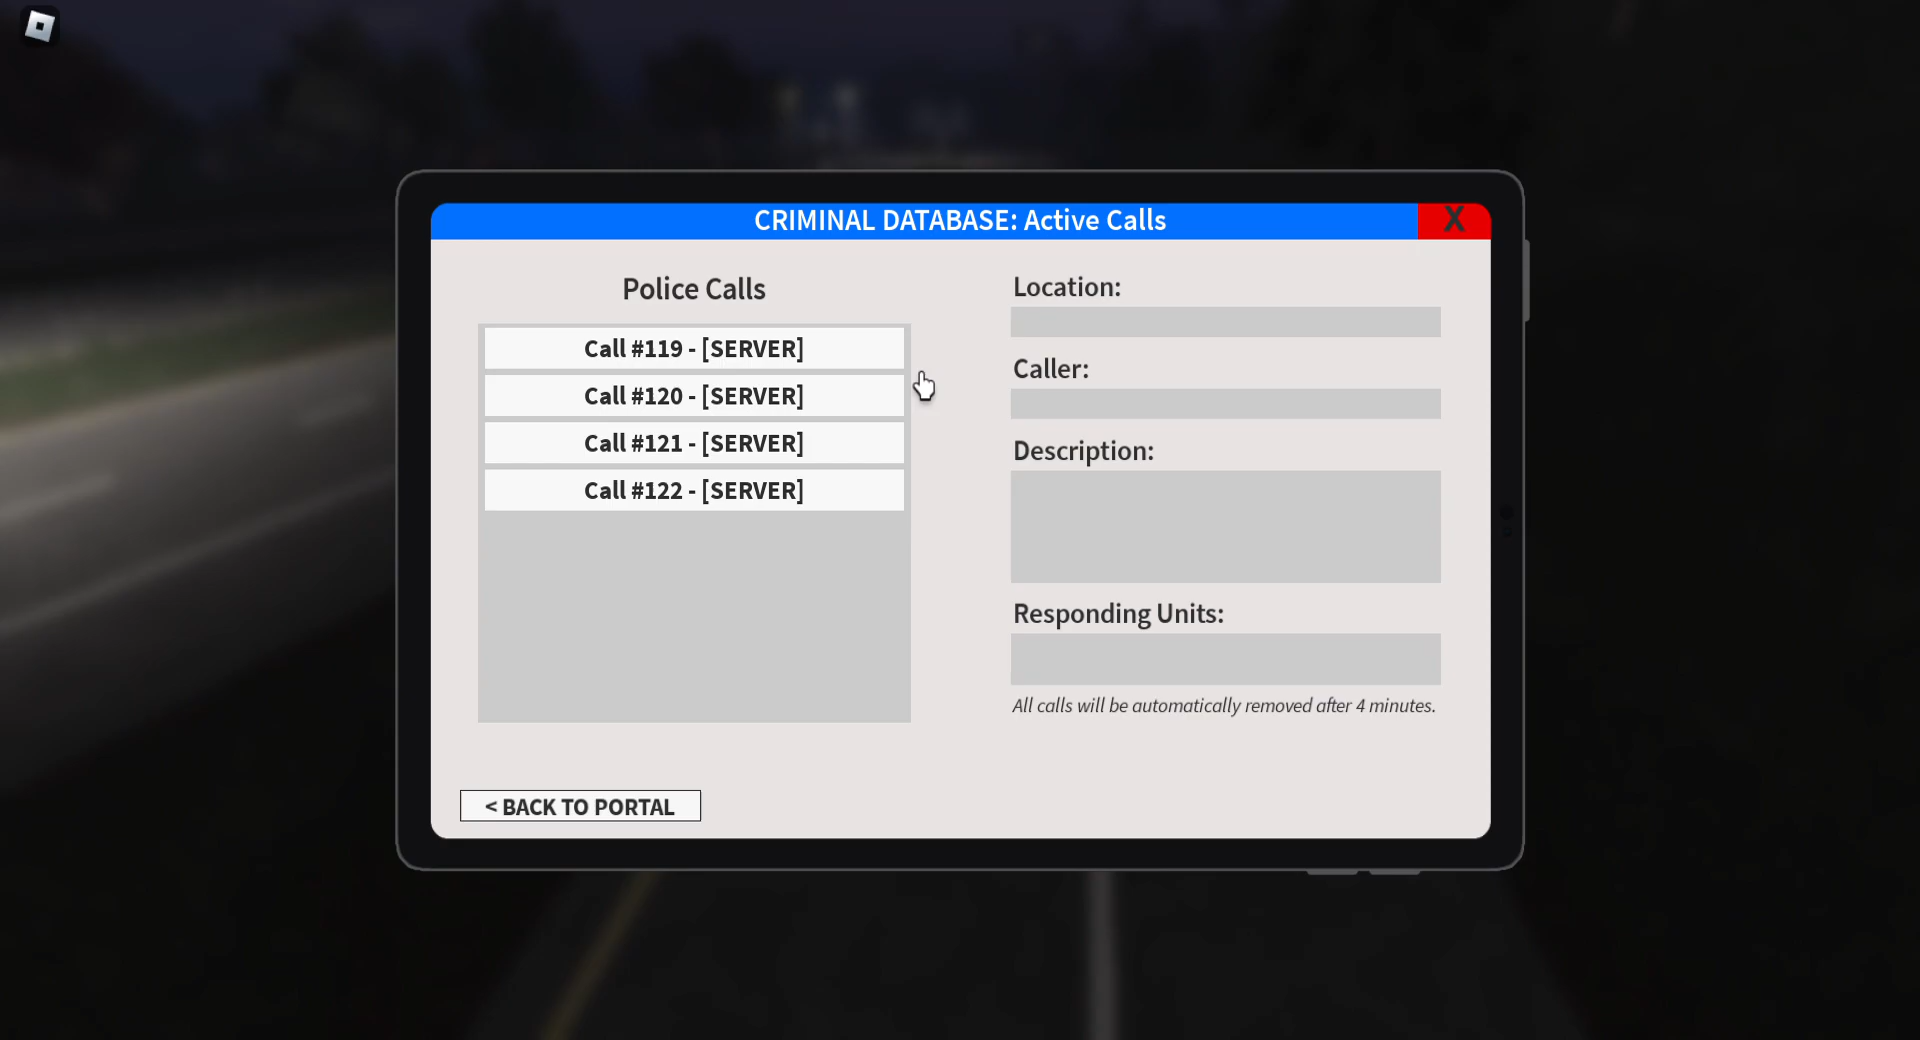 CRIMINAL DATABASE: Active Calls
X
Police Calls
Call #119 - [SERVER]
Call #120 - [SERVER]
Call #121 - [SERVER]
Call #122 - [SERVER]
Location:
Caller:
Description:
Responding Units:
All calls will be automatically removed after 4 minutes.
< BACK TO PORTAL